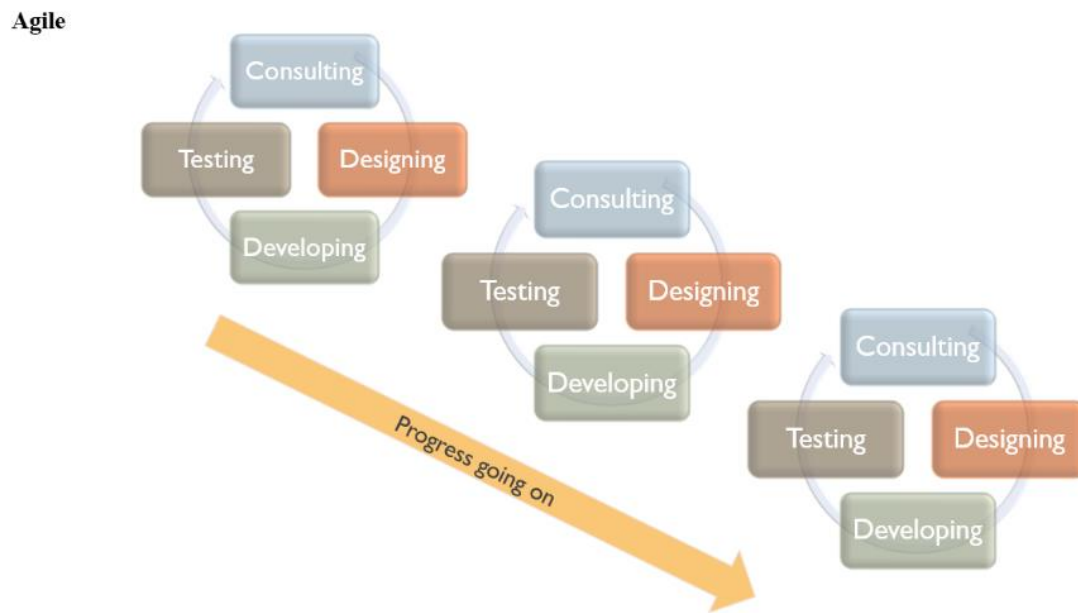 Agile
Consulting
Testing
Designing
Developing
Consulting
Testing
Designing
Developing
Consulting
Testing
Designing
Developing
Progress going on